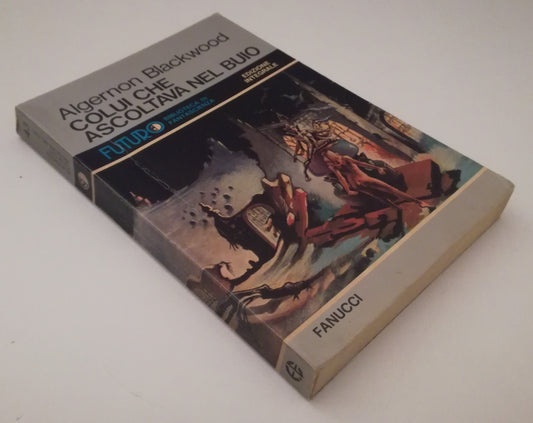 Algernon Blackwood
COLUI CHE
ASCOLTAVA NEL BUIO
FUTURO
BIBLIOTECA DI
FANTASCIENZA
EDIZIONE
INTEGRALE
FANUCCI